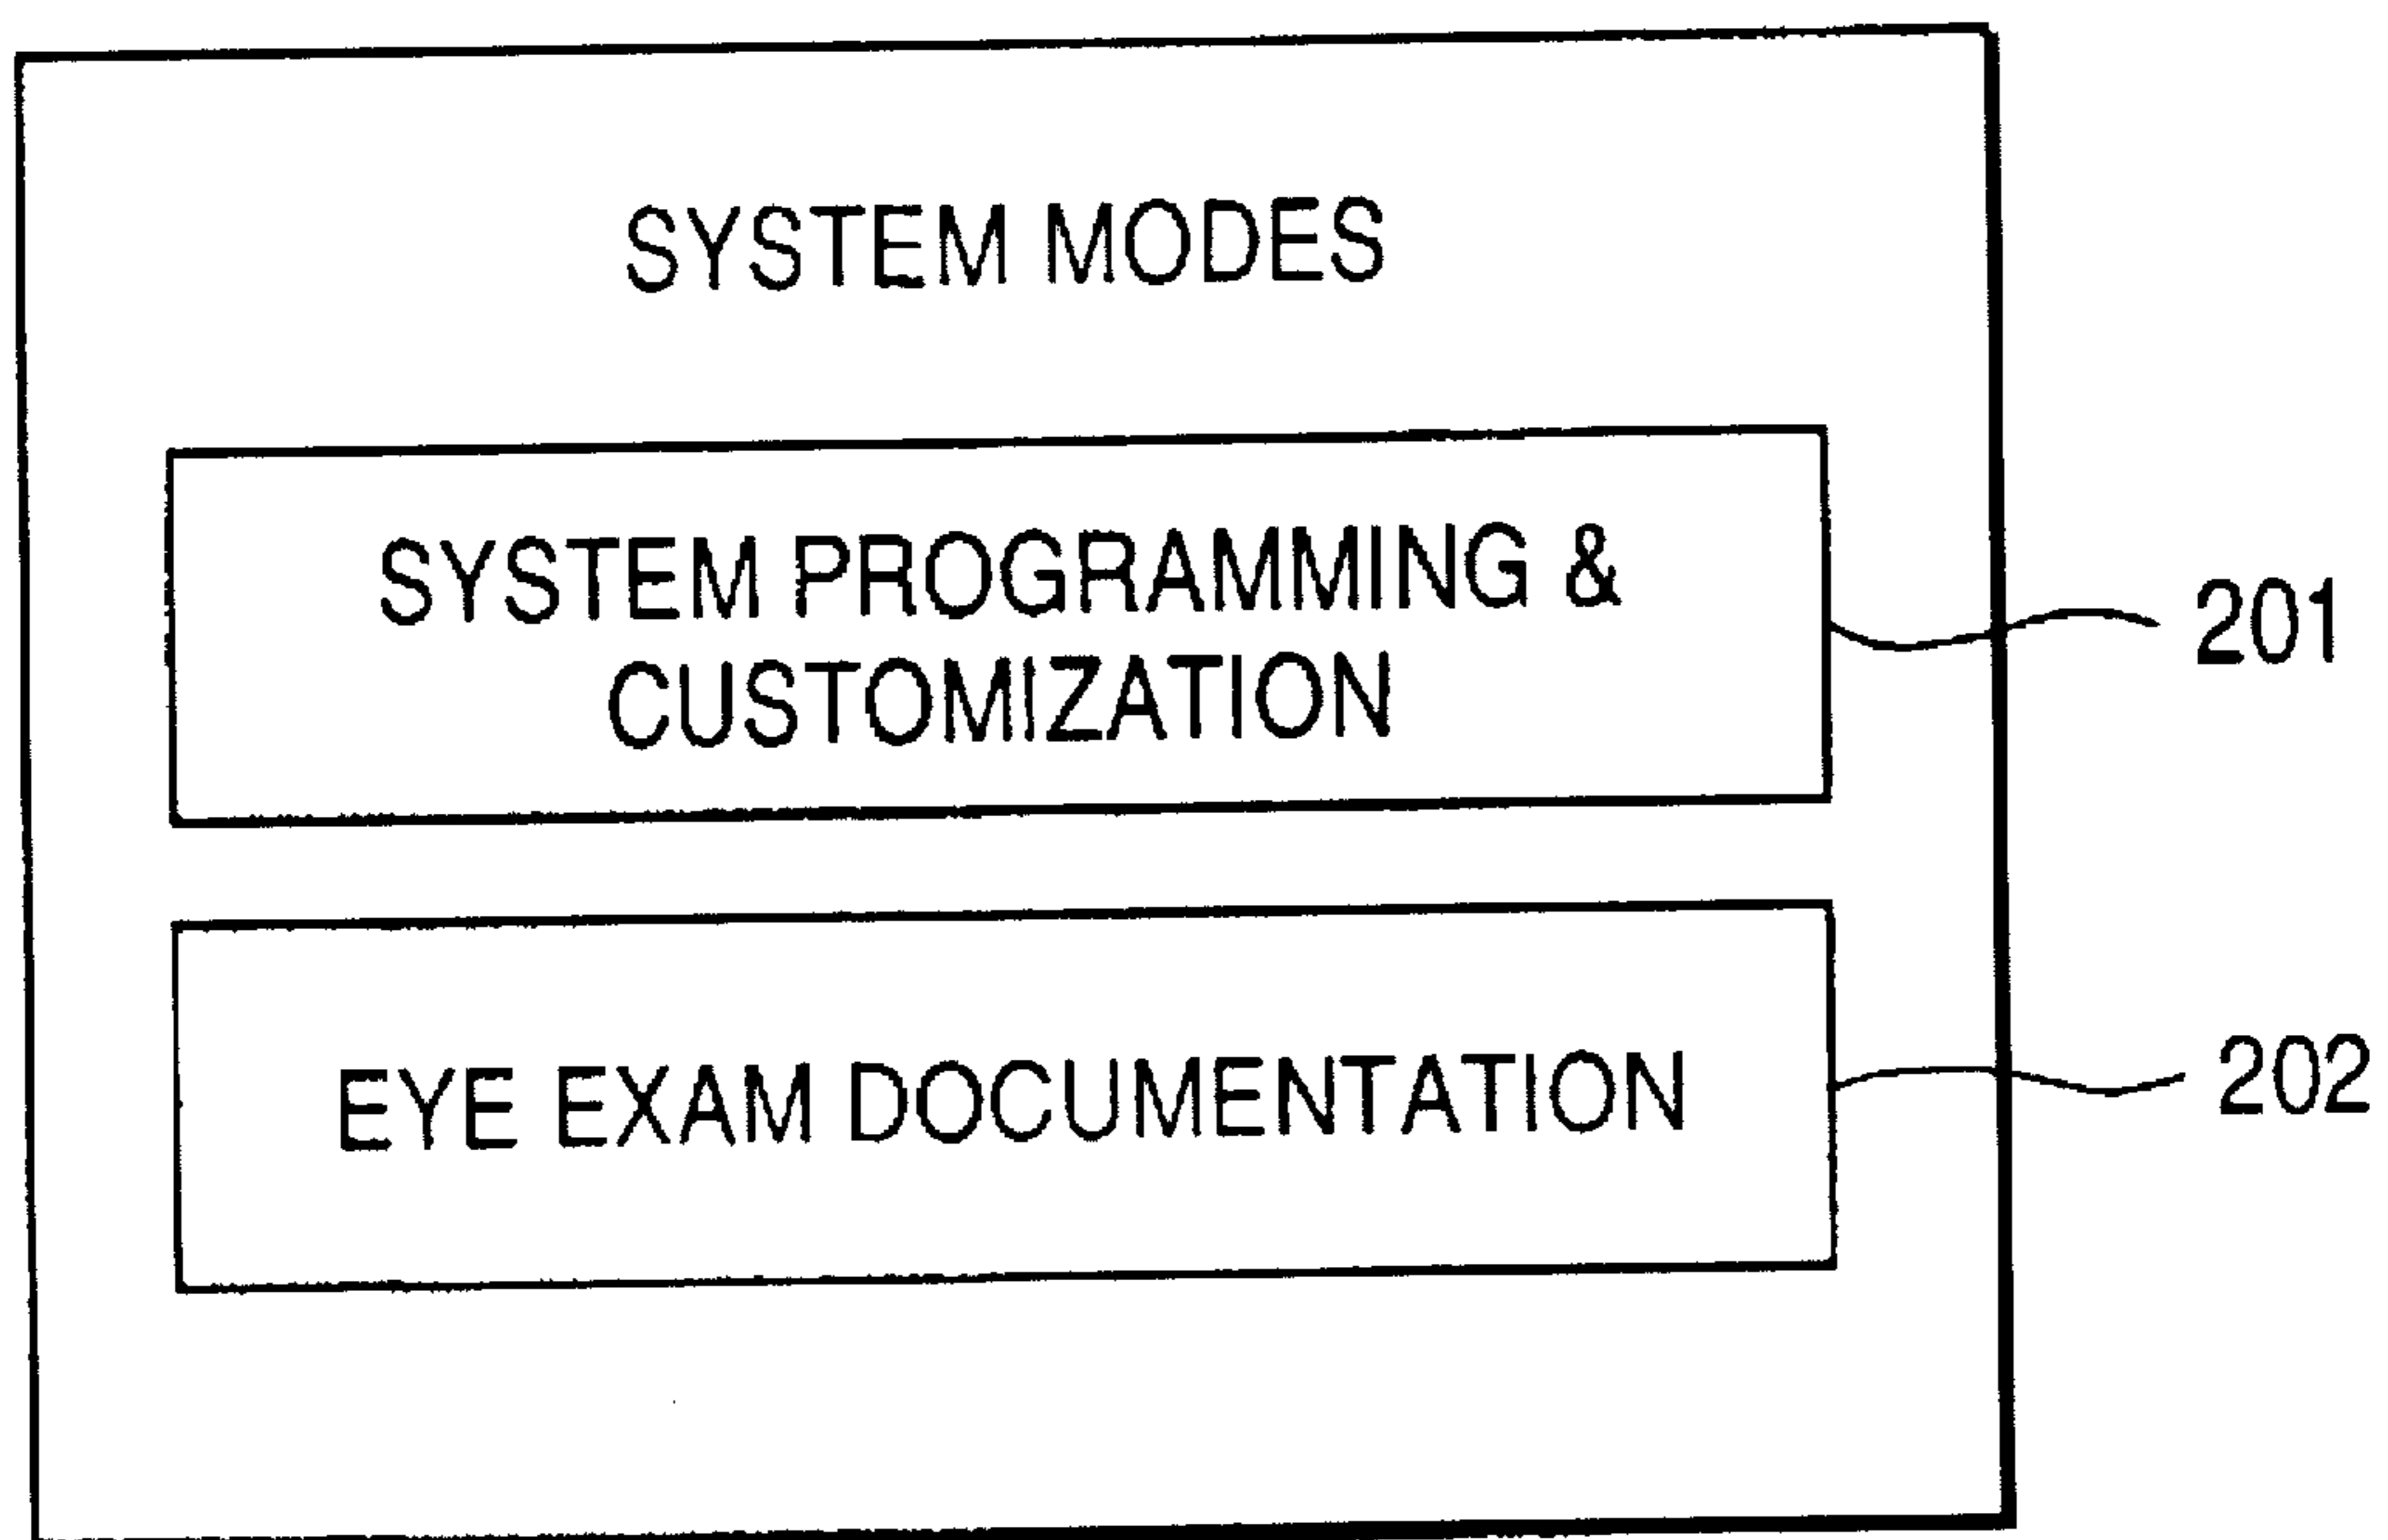 SYSTEM MODES
SYSTEM PROGRAMMING &
CUSTOMIZATION
201
EYE EXAM DOCUMENTATION
202